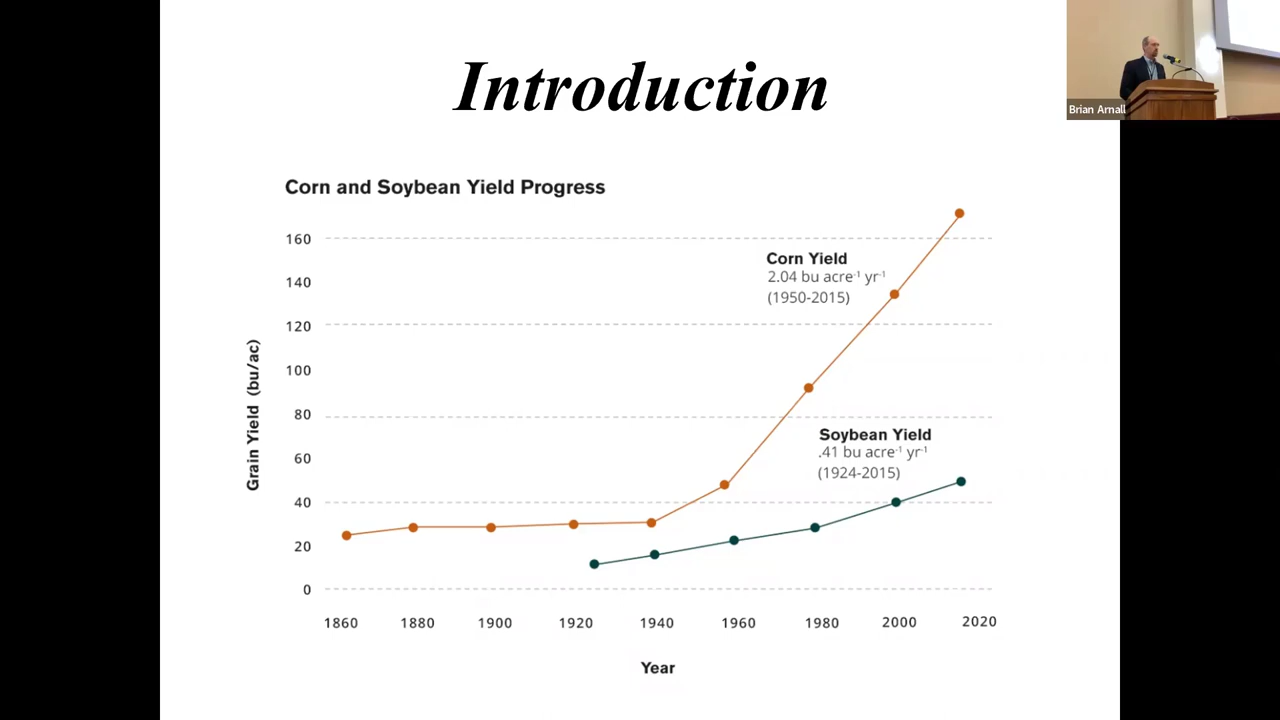 Introduction
Brian Arnall
Corn and Soybean Yield Progress
160
140
120
100
80
60
40
20
0
Grain Yield (bu/ac)
Corn Yield
2.04 bu acre⁻¹ yr⁻¹
(1950-2015)
Soybean Yield
.41 bu acre⁻¹ yr⁻¹
(1924-2015)
1860 1880 1900 1920 1940 1960 1980 2000 2020
Year